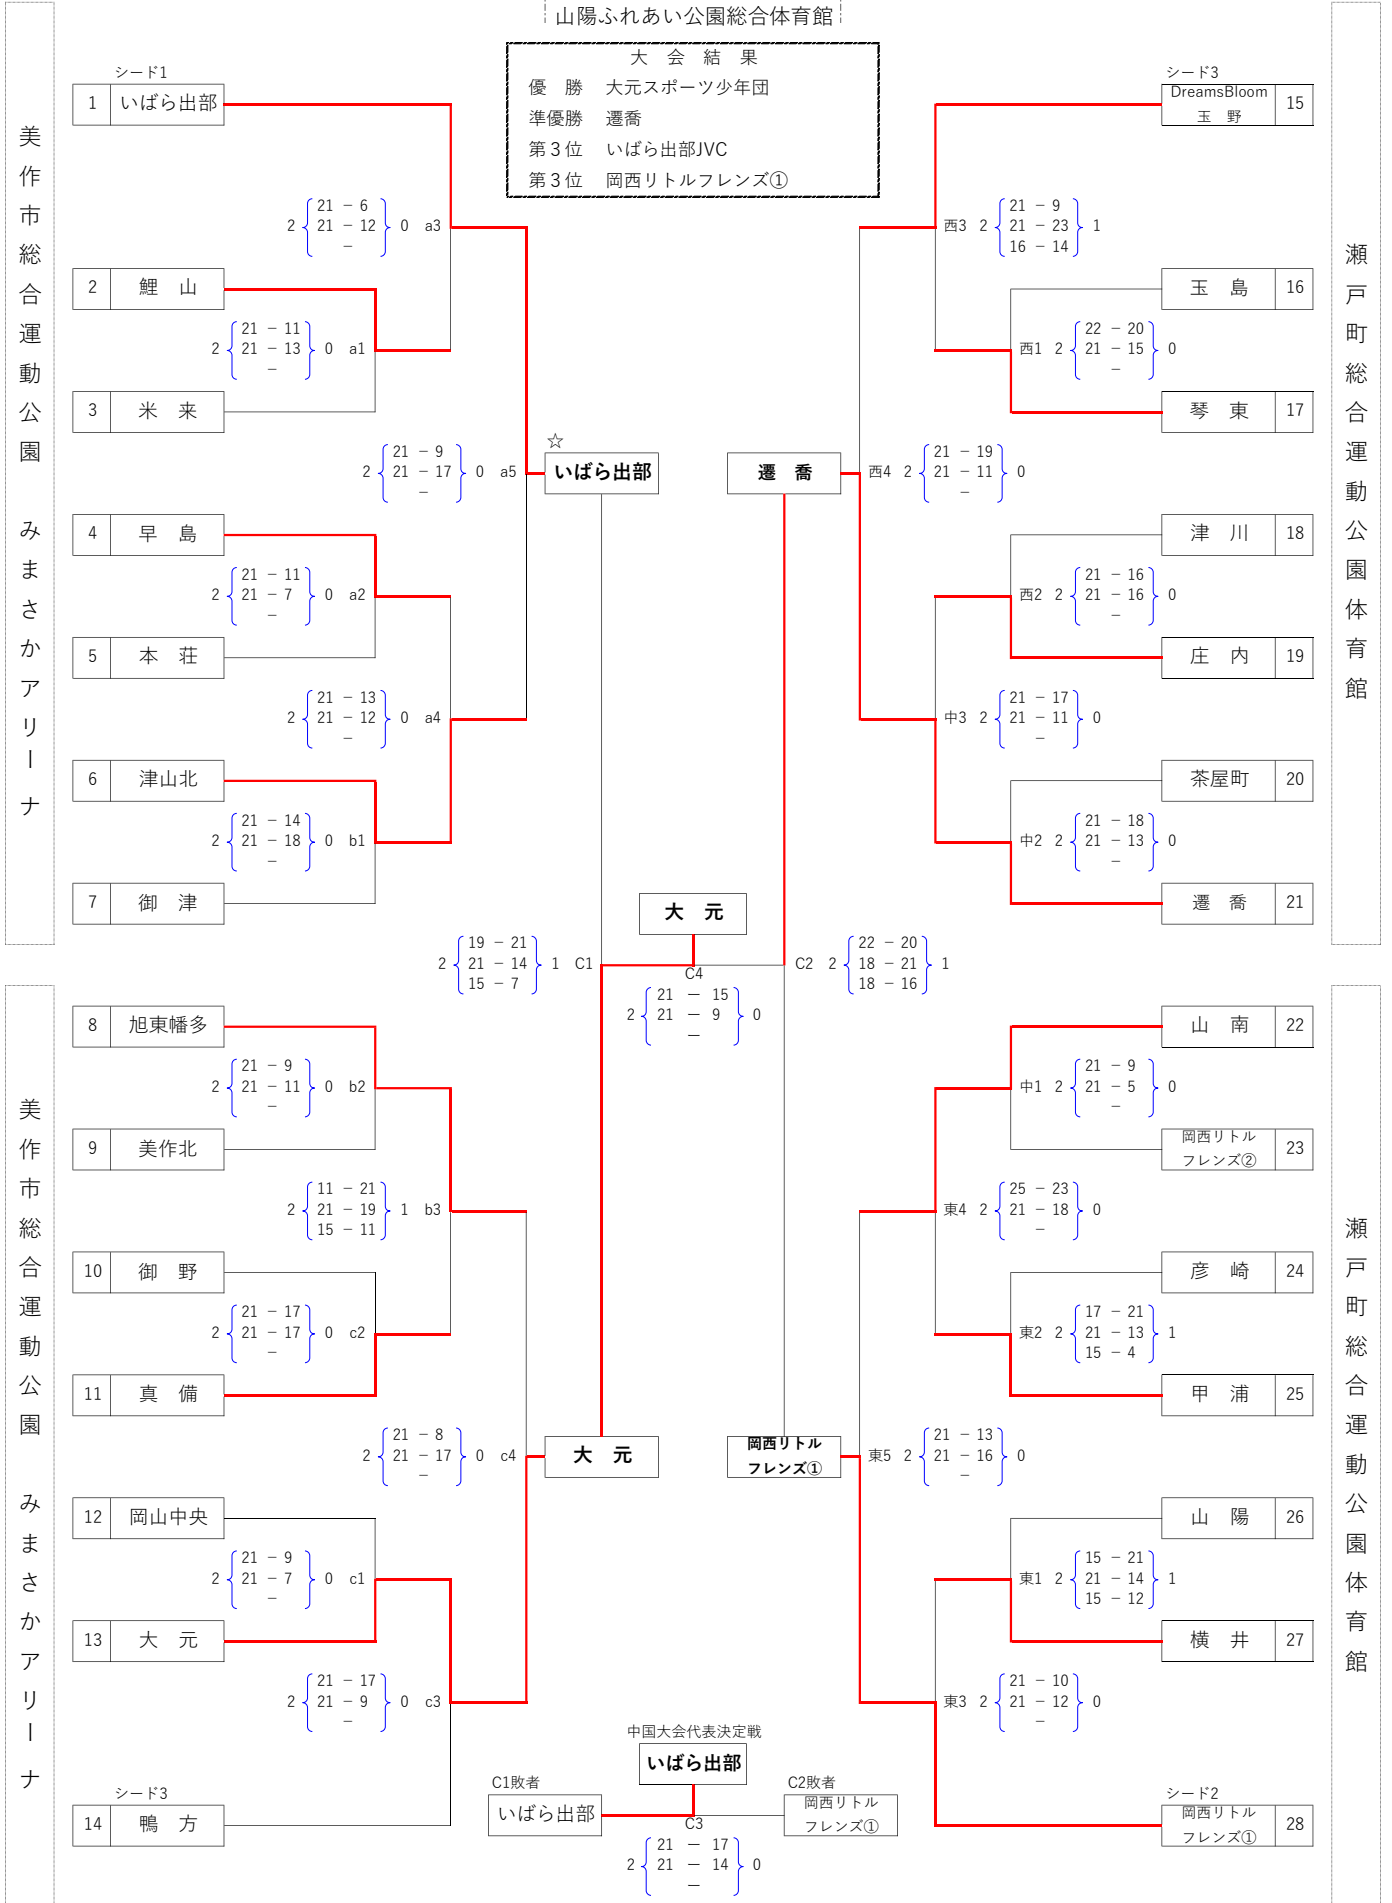 山陽ふれあい公園総合体育館
大 会 結 果
優 勝 大元スポーツ少年団
準優勝 遷喬
第３位 いばら出部JVC
第３位 岡西リトルフレンズ①
美作市総合運動公園 みまさかアリーナ
シード1
1 いばら出部
2 { 21 － 6
21 － 12
－ } 0 a3
2 鯉 山
2 { 21 － 11
21 － 13
－ } 0 a1
3 米 来
2 { 21 － 9
21 － 17
－ } 0 a5
☆
いばら出部
4 早 島
2 { 21 － 11
21 － 7
－ } 0 a2
5 本 荘
2 { 21 － 13
21 － 12
－ } 0 a4
6 津山北
2 { 21 － 14
21 － 18
－ } 0 b1
7 御 津
美作市総合運動公園 みまさかアリーナ
8 旭東幡多
2 { 21 － 9
21 － 11
－ } 0 b2
9 美作北
2 { 11 － 21
21 － 19
15 － 11 } 1 b3
10 御 野
2 { 21 － 17
21 － 17
－ } 0 c2
11 真 備
2 { 21 － 8
21 － 17
－ } 0 c4
大 元
12 岡山中央
2 { 21 － 9
21 － 7
－ } 0 c1
13 大 元
2 { 21 － 17
21 － 9
－ } 0 c3
シード3
14 鴨 方
2 { 19 － 21
21 － 14
15 － 7 } 1 C1
大 元
C4
2 { 21 － 15
21 － 9
－ } 0
C2 2 { 22 － 20
18 － 21
18 － 16 } 1
中国大会代表決定戦
いばら出部
C1敗者
いばら出部
C2敗者
岡西リトル
フレンズ①
C3
2 { 21 － 17
21 － 14
－ } 0
瀬戸町総合運動公園体育館
シード3
DreamsBloom
玉 野 15
西3 2 { 21 － 9
21 － 23
16 － 14 } 1
玉 島 16
西1 2 { 22 － 20
21 － 15
－ } 0
琴 東 17
遷 喬
西4 2 { 21 － 19
21 － 11
－ } 0
津 川 18
西2 2 { 21 － 16
21 － 16
－ } 0
庄 内 19
中3 2 { 21 － 17
21 － 11
－ } 0
茶屋町 20
中2 2 { 21 － 18
21 － 13
－ } 0
遷 喬 21
瀬戸町総合運動公園体育館
山 南 22
中1 2 { 21 － 9
21 － 5
－ } 0
岡西リトル
フレンズ② 23
東4 2 { 25 － 23
21 － 18
－ } 0
彦 崎 24
東2 2 { 17 － 21
21 － 13
15 － 4 } 1
甲 浦 25
岡西リトル
フレンズ①
東5 2 { 21 － 13
21 － 16
－ } 0
山 陽 26
東1 2 { 15 － 21
21 － 14
15 － 12 } 1
横 井 27
東3 2 { 21 － 10
21 － 12
－ } 0
シード2
岡西リトル
フレンズ① 28